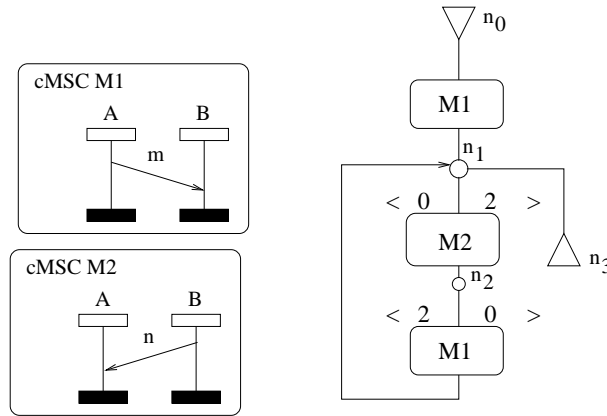 cMSC M1
A B
m
cMSC M2
A B
n
n0
M1
n1
< 0 2 >
M2
n3
n2
< 2 0 >
M1